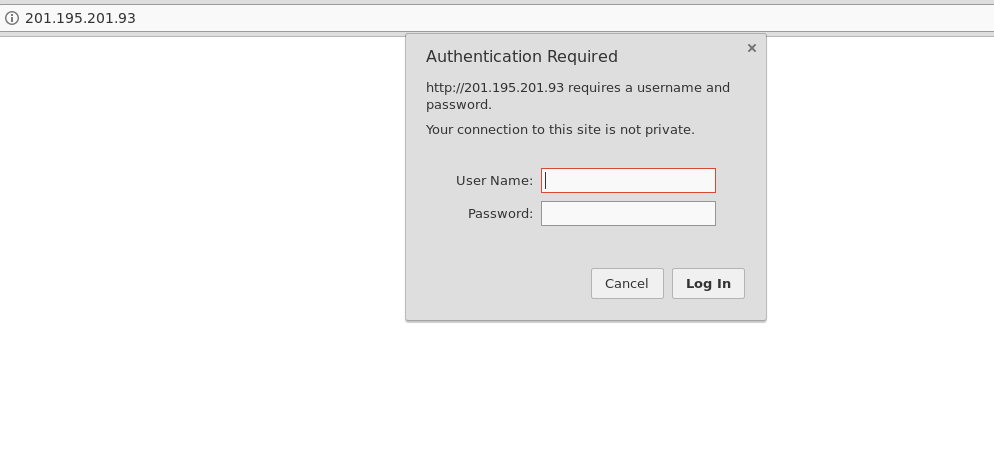 201.195.201.93
Authentication Required
http://201.195.201.93 requires a username and
password.
Your connection to this site is not private.
User Name:
Password:
Cancel
Log In